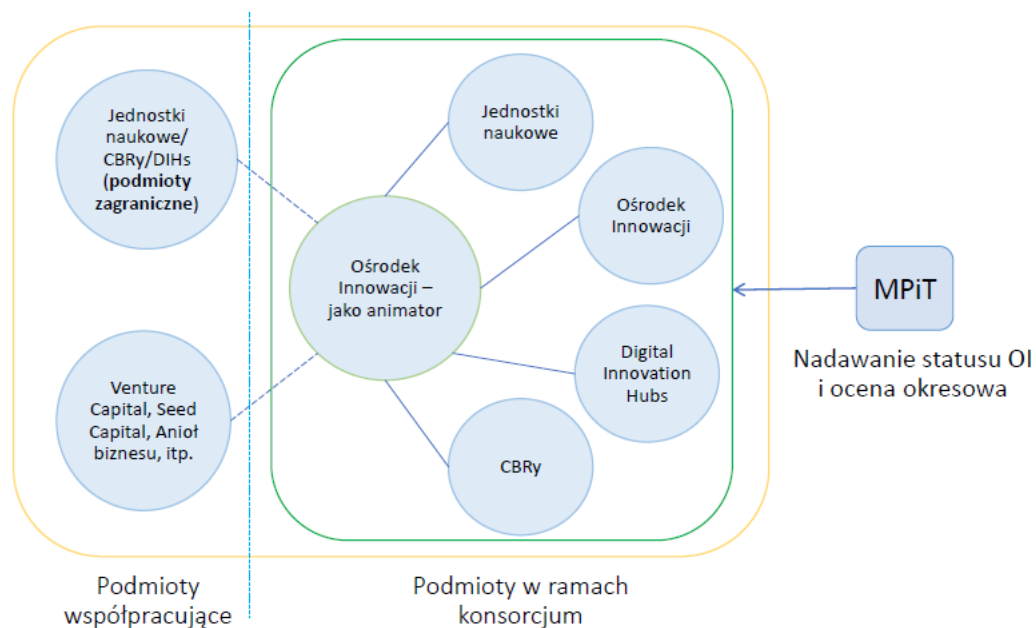 Jednostki
naukowe/
CBRy/DIHs
(podmioty
zagraniczne)
Venture
Capital, Seed
Capital, Anioł
biznesu, itp.
Ośrodek
Innowacji –
jako animator
Jednostki
naukowe
Ośrodek
Innowacji
Digital
Innovation
Hubs
CBRy
MPiT
Nadawanie statusu OI
i ocena okresowa
Podmioty
współpracujące
Podmioty w ramach
konsorcjum